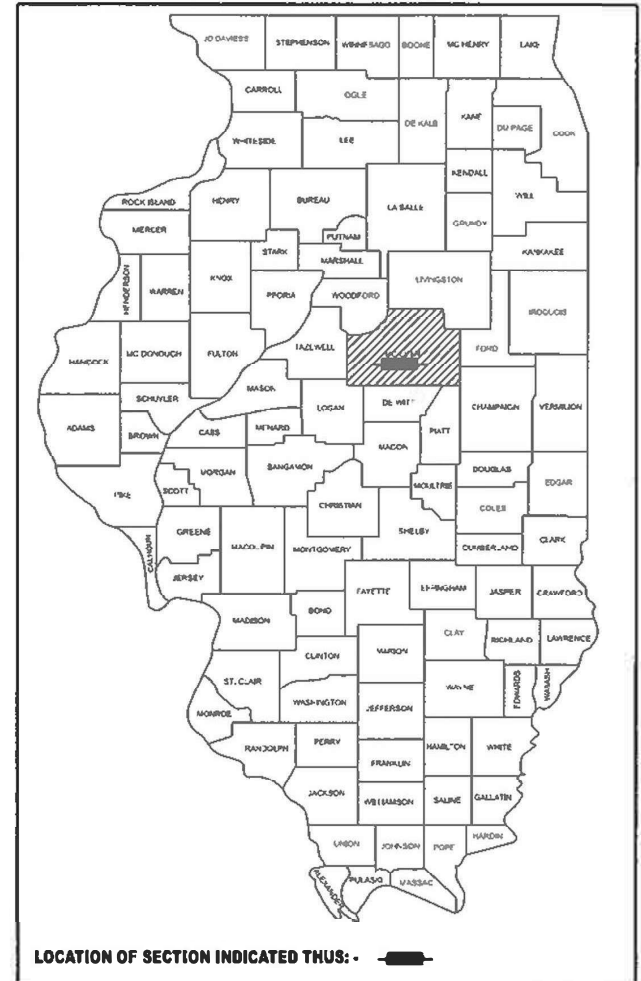 JO DAVIESS STEPHENSON WINNEBAGO BOONE MC HENRY LAKE
CARROLL OGLE DE KALB KANE DU PAGE COOK
WHITESIDE LEE KENDALL WILL
ROCK ISLAND HENRY BUREAU LA SALLE GRUNDY
MERCER PUTNAM KANKAKEE
STARK MARSHALL LIVINGSTON
HENDERSON WARREN KNOX PEORIA WOODFORD IROQUOIS
HANCOCK MC DONOUGH FULTON TAZEWELL FORD
MASON
SCHUYLER LOGAN DE WITT CHAMPAIGN VERMILION
ADAMS BROWN CASS MENARD MACON PIATT
MORGAN SANGAMON DOUGLAS EDGAR
PIKE SCOTT CHRISTIAN MOULTRIE COLES
CALHOUN GREENE MACOUPIN MONTGOMERY SHELBY CUMBERLAND CLARK
JERSEY FAYETTE EFFINGHAM JASPER CRAWFORD
MADISON BOND CLAY RICHLAND LAWRENCE
CLINTON MARION
ST. CLAIR WASHINGTON WAYNE EDWARDS WABASH
MONROE JEFFERSON
RANDOLPH PERRY HAMILTON WHITE
FRANKLIN
JACKSON WILLIAMSON SALINE GALLATIN
UNION JOHNSON POPE HARDIN
ALEXANDER PULASKI MASSAC
LOCATION OF SECTION INDICATED THUS: -